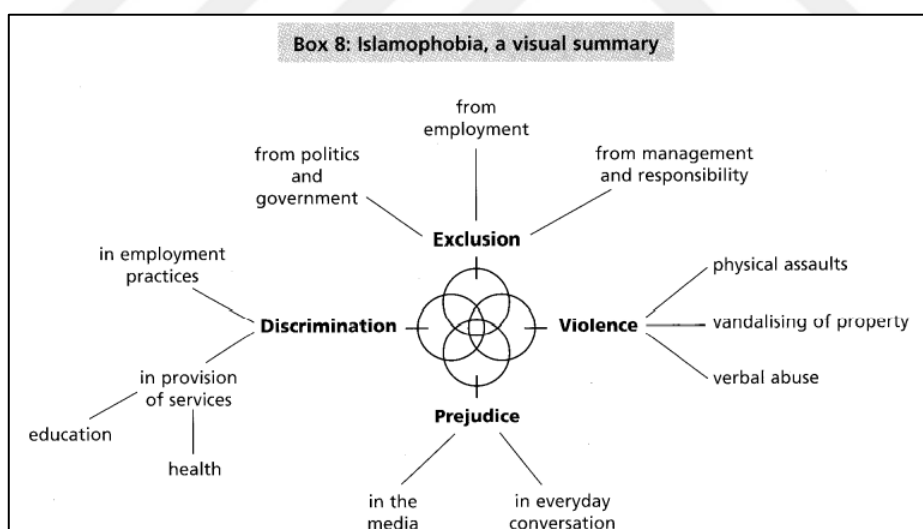 Box 8: Islamophobia, a visual summary
from
employment
from politics
and
government
from management
and responsibility
Exclusion
in employment
practices
physical assaults
Discrimination
Violence
vandalising of property
in provision
of services
verbal abuse
Prejudice
education
health
in the
media
in everyday
conversation